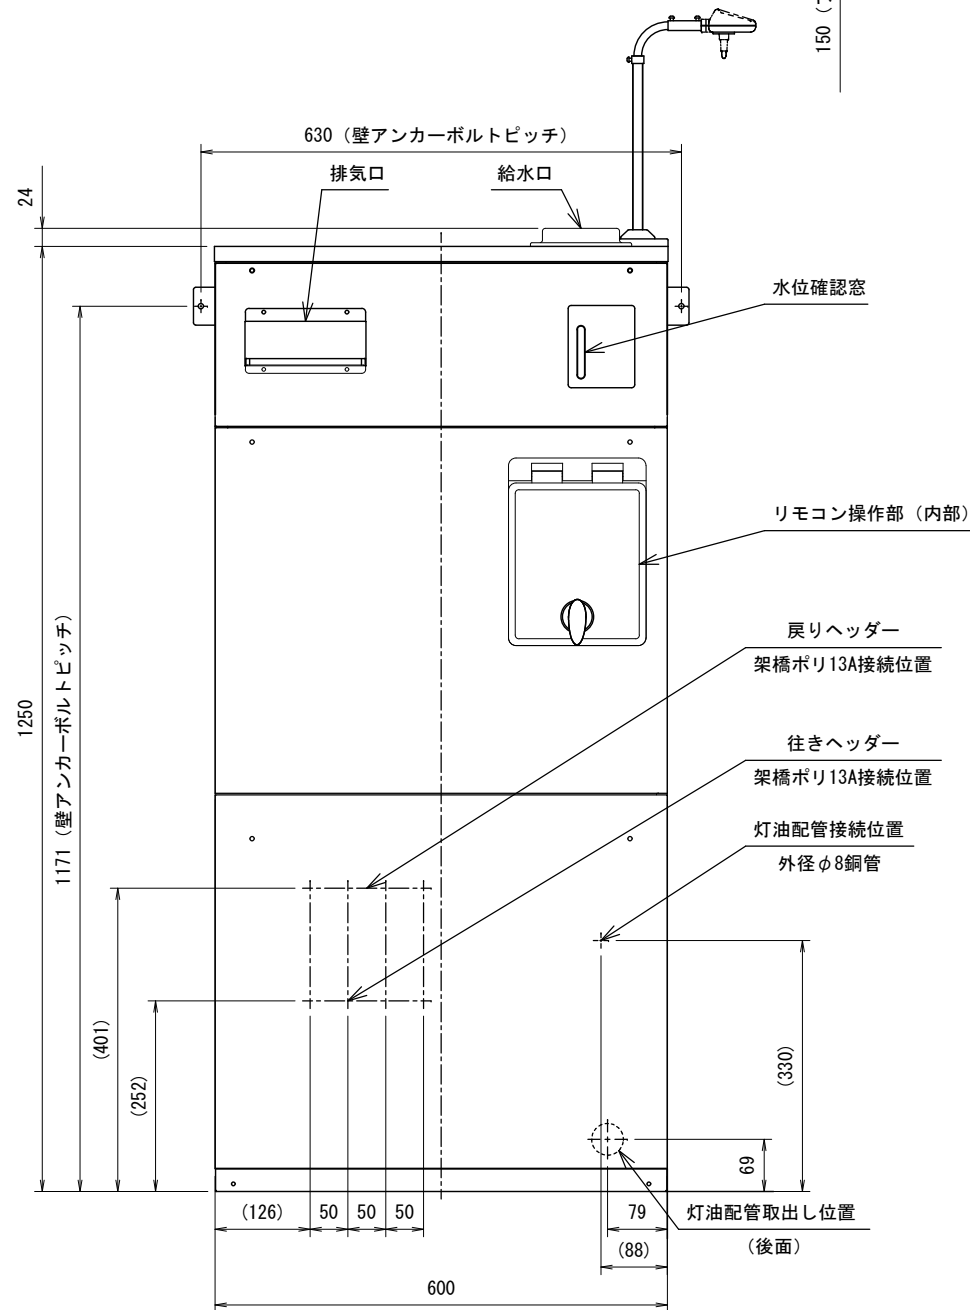 150（
630（壁アンカーボルトピッチ）
24
排気口
給水口
水位確認窓
リモコン操作部（内部）
1250
1171（壁アンカーボルトピッチ）
戻りヘッダー
架橋ポリ13A接続位置
往きヘッダー
架橋ポリ13A接続位置
灯油配管接続位置
外径φ8銅管
(401)
(252)
(330)
69
(126)
50
50
50
79
灯油配管取出し位置
（後面）
(88)
600